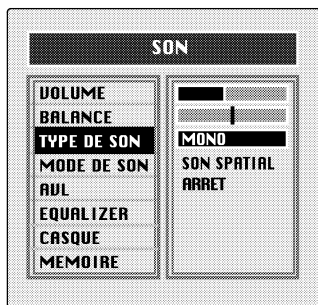 SON
VOLUME
BALANCE
TYPE DE SON
MODE DE SON
AVL
EQUALIZER
CASQUE
MEMOIRE
MONO
SON SPATIAL
ARRET